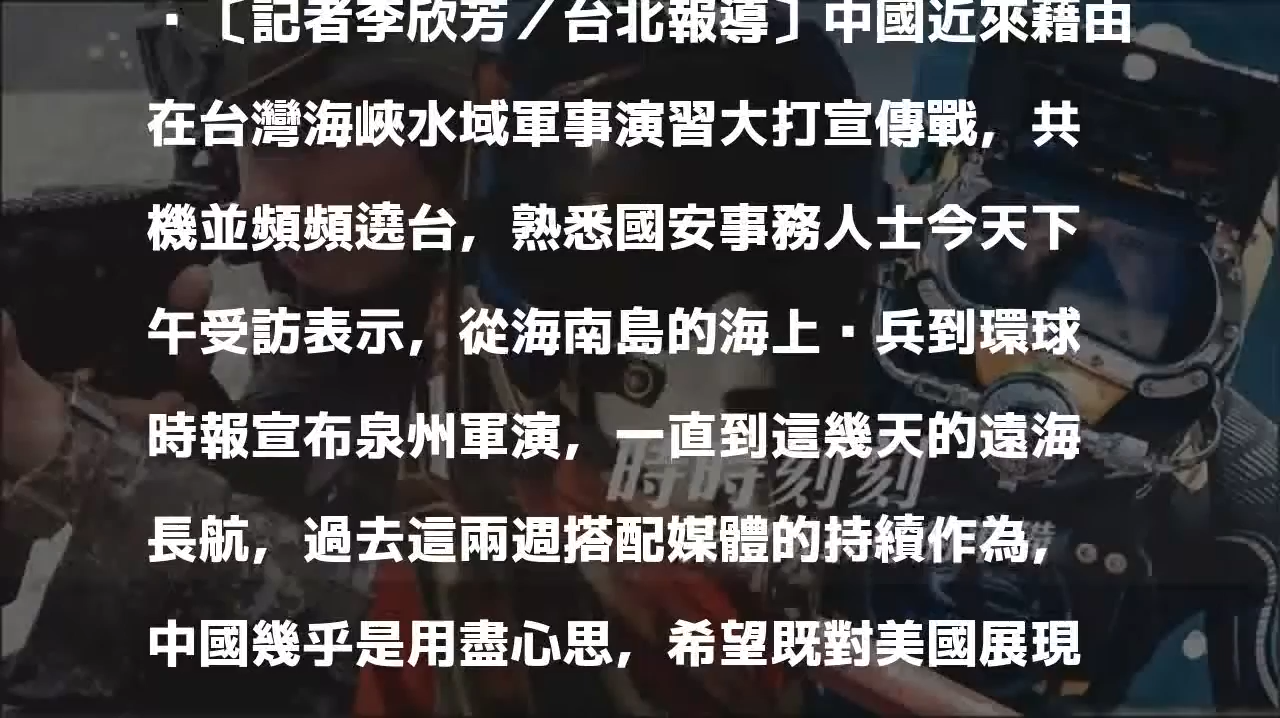 ·〔記者李欣芳／台北報導〕中國近來藉由
在台灣海峽水域軍事演習大打宣傳戰，共
機並頻頻遶台，熟悉國安事務人士今天下
午受訪表示，從海南島的海上·兵到環球
時報宣布泉州軍演，一直到這幾天的遠海
時時刻刻
長航，過去這兩週搭配媒體的持續作為，
備
中國幾乎是用盡心思，希望既對美國展現